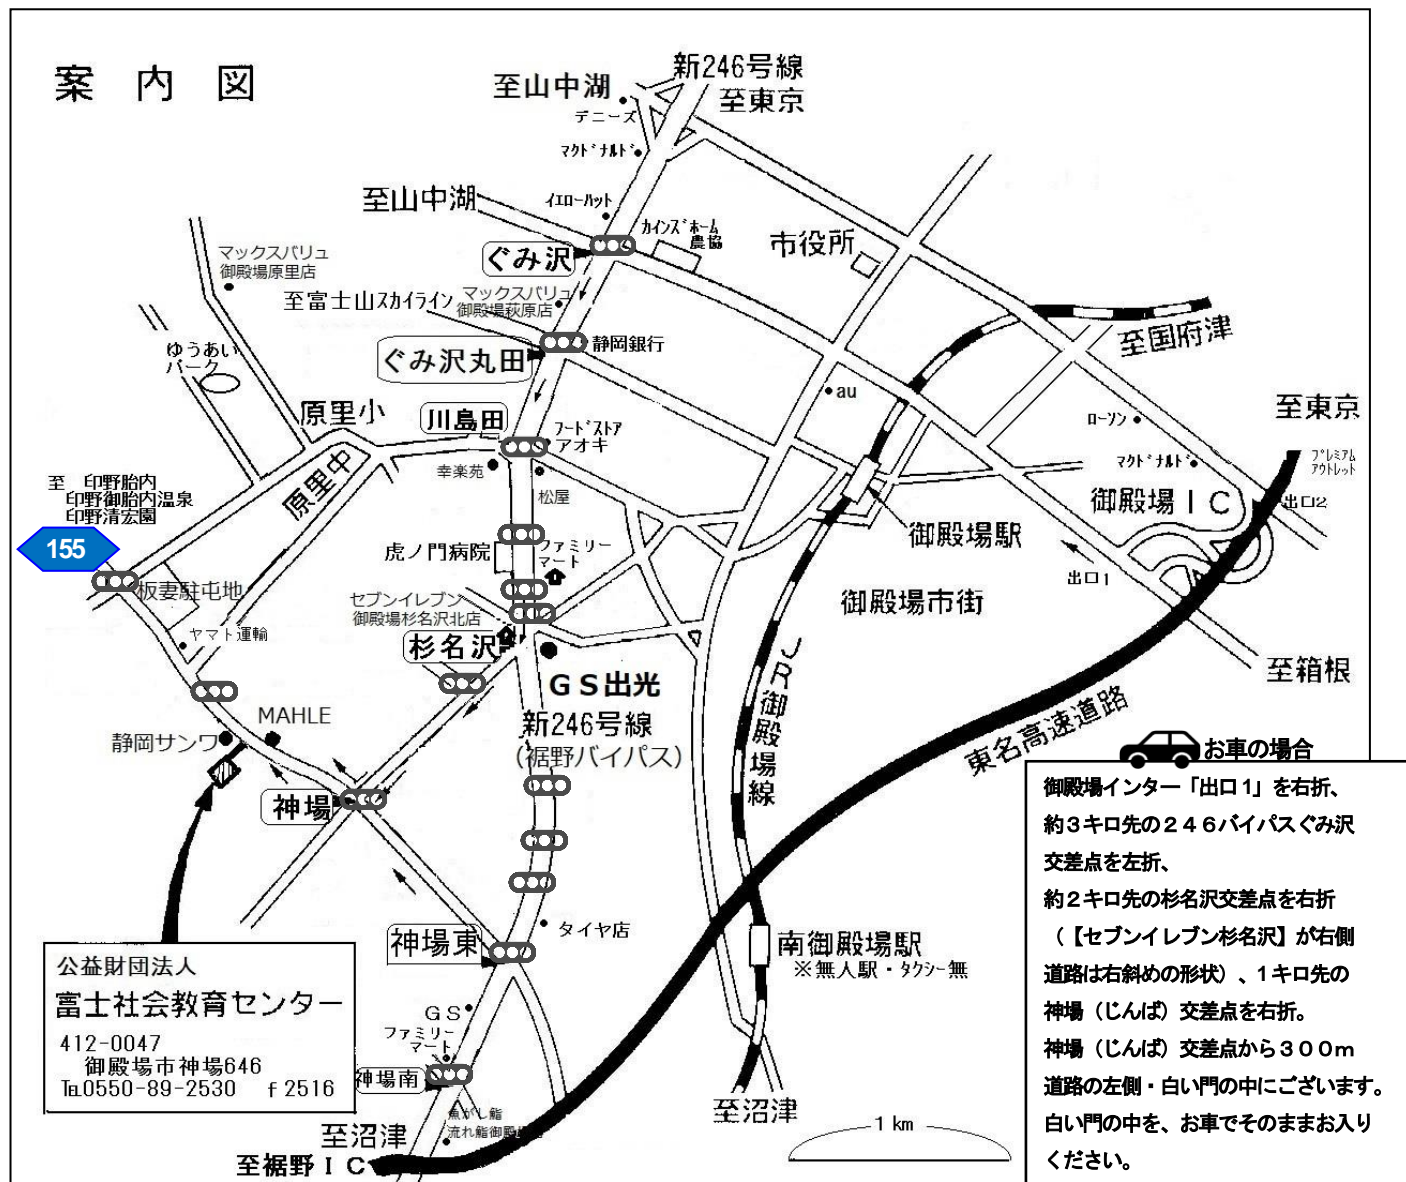 案内図
新246号線
至東京
至山中湖
デニーズ
マクドナルド
イエローハット
至山中湖
カインズホーム
農協
市役所
ぐみ沢
マックスバリュ
御殿場原里店
至富士山スカイライン
マックスバリュ
御殿場萩原店
静岡銀行
ぐみ沢丸田
至国府津
ゆうあい
パーク
原里小
川島田
フードストア
アオキ
au
ローソン
至東京
プレミアム
アウトレット
マクドナルド
原里中
幸楽苑
松屋
至 印野胎内
印野御胎内温泉
印野清宏園
155
御殿場IC
出口2
御殿場駅
出口1
虎ノ門病院
ファミリー
マート
板妻駐屯地
セブンイレブン
御殿場杉名沢北店
御殿場市街
ヤマト運輸
杉名沢
GS出光
至箱根
JR御殿場線
新246号線
(裾野バイパス)
東名高速道路
MAHLE
静岡サンワ
神場
お車の場合
御殿場インター「出口1」を右折、
約3キロ先の246バイパスぐみ沢
交差点を左折、
約2キロ先の杉名沢交差点を右折
(【セブンイレブン杉名沢】が右側
道路は右斜めの形状)、1キロ先の
神場(じんば)交差点を右折。
神場(じんば)交差点から300m
道路の左側・白い門の中にございます。
白い門の中を、お車でそのままお入り
ください。
神場東
タイヤ店
南御殿場駅
※無人駅・タクシー無
公益財団法人
富士社会教育センター
412-0047
御殿場市神場646
℡0550-89-2530 f 2516
GS
ファミリー
マート
神場南
魚がし鮨
流れ鮨御殿場
至沼津
至沼津
至裾野IC
1 km